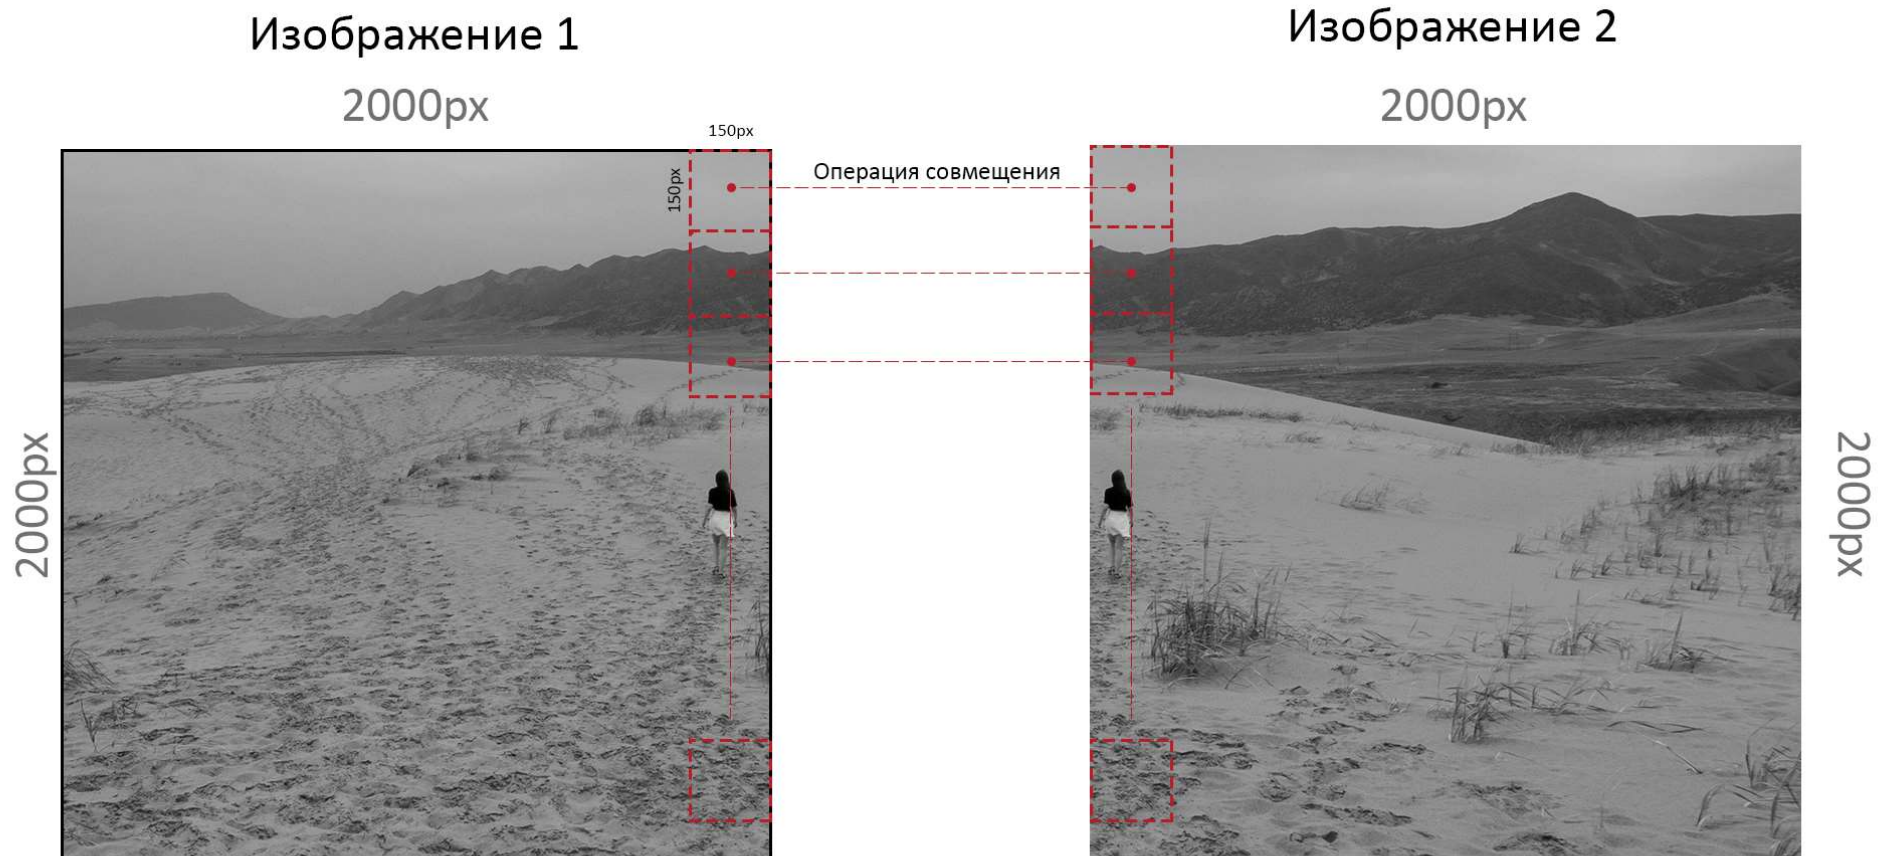 Изображение 1
Изображение 2
2000px
2000px
150px
150px
Операция совмещения
2000px
2000px